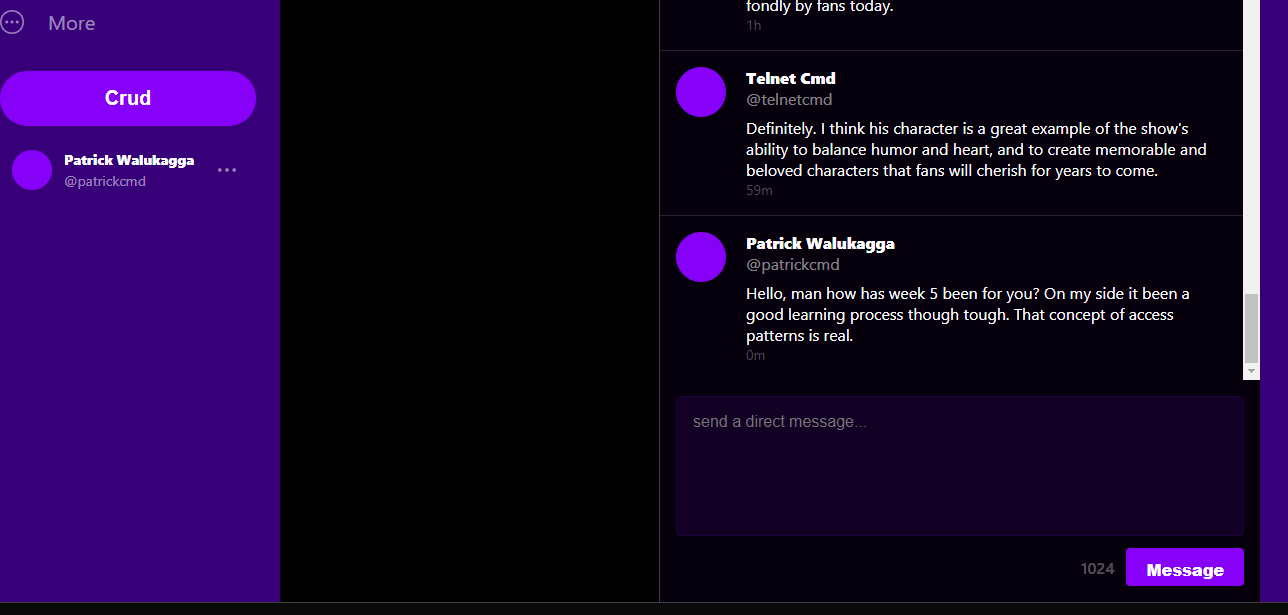 More
Crud
Patrick Walukagga
@patrickcmd
fondly by fans today.
1h
Telnet Cmd
@telnetcmd
Definitely. I think his character is a great example of the show's
ability to balance humor and heart, and to create memorable and
beloved characters that fans will cherish for years to come.
59m
Patrick Walukagga
@patrickcmd
Hello, man how has week 5 been for you? On my side it been a
good learning process though tough. That concept of access
patterns is real.
0m
send a direct message...
1024
Message